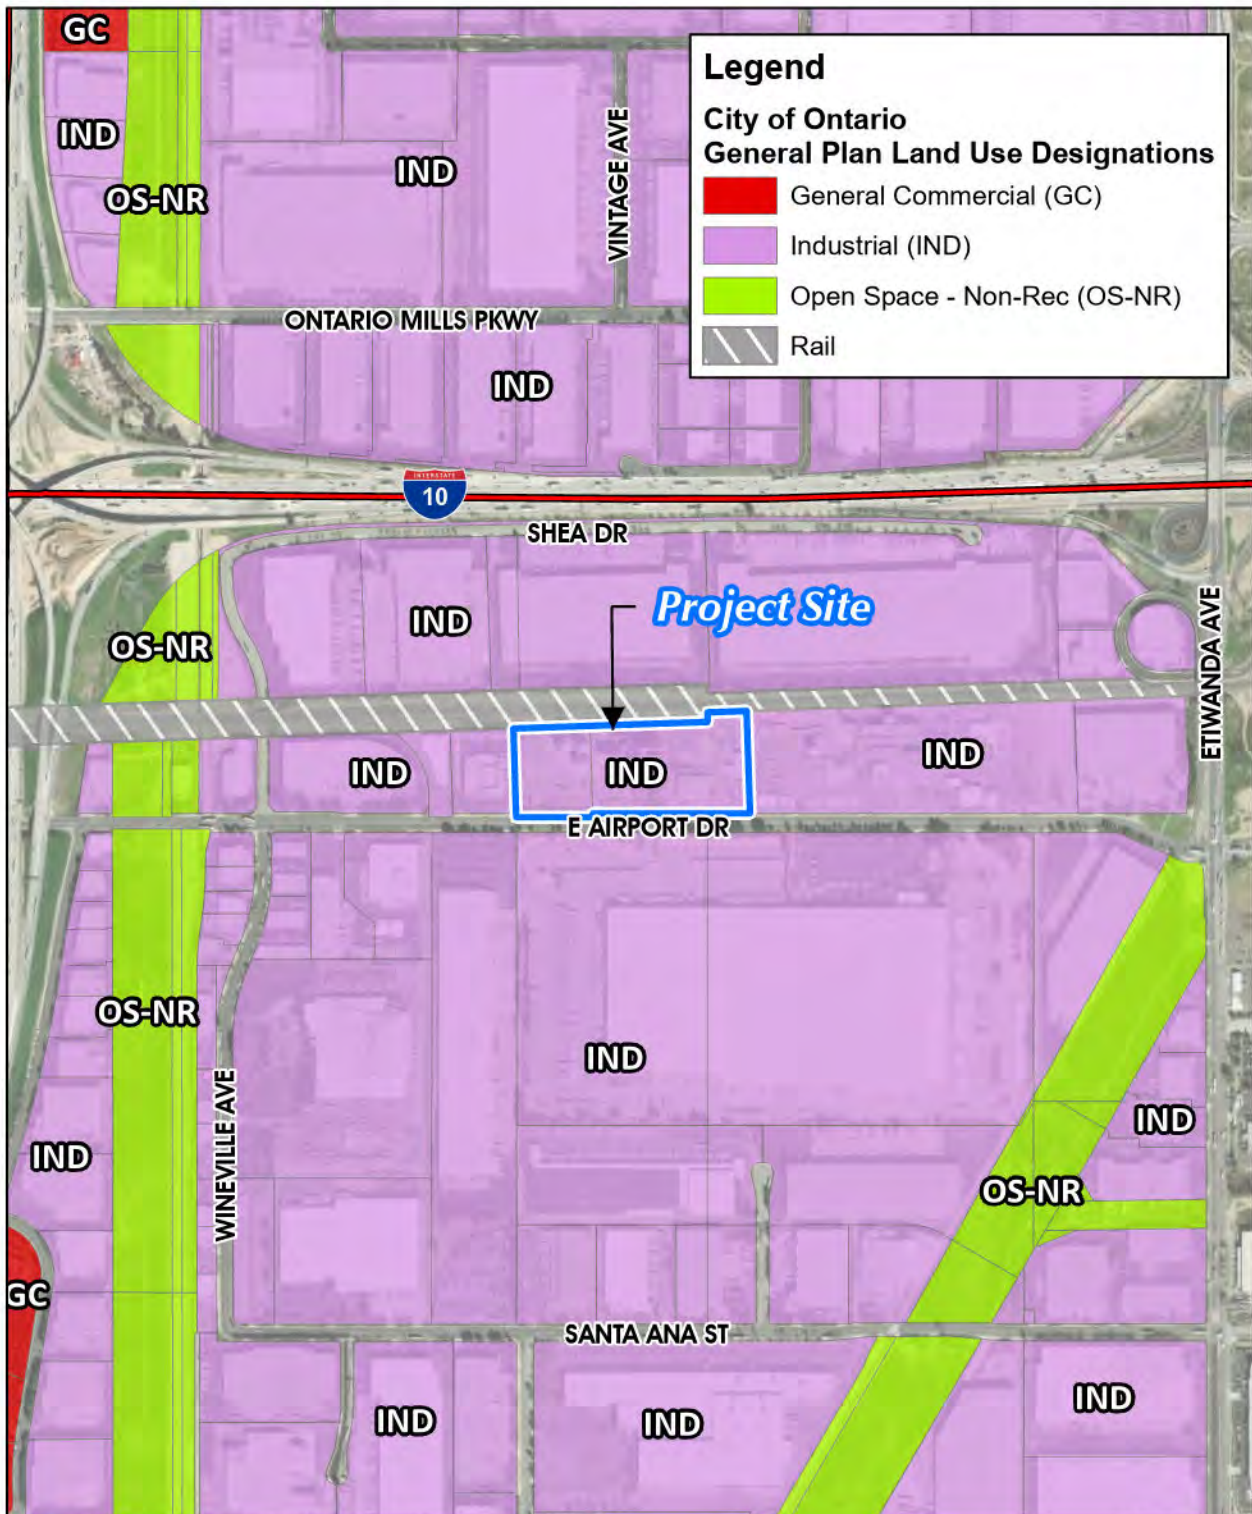 GC
Legend
City of Ontario
General Plan Land Use Designations
General Commercial (GC)
Industrial (IND)
Open Space - Non-Rec (OS-NR)
Rail
IND
IND
OS-NR
VINTAGE AVE
ONTARIO MILLS PKWY
IND
INTERSTATE
10
SHEA DR
Project Site
IND
OS-NR
ETIWANDA AVE
IND
IND
IND
E AIRPORT DR
OS-NR
IND
WINEVILLE AVE
IND
IND
OS-NR
GC
SANTA ANA ST
IND
IND
IND